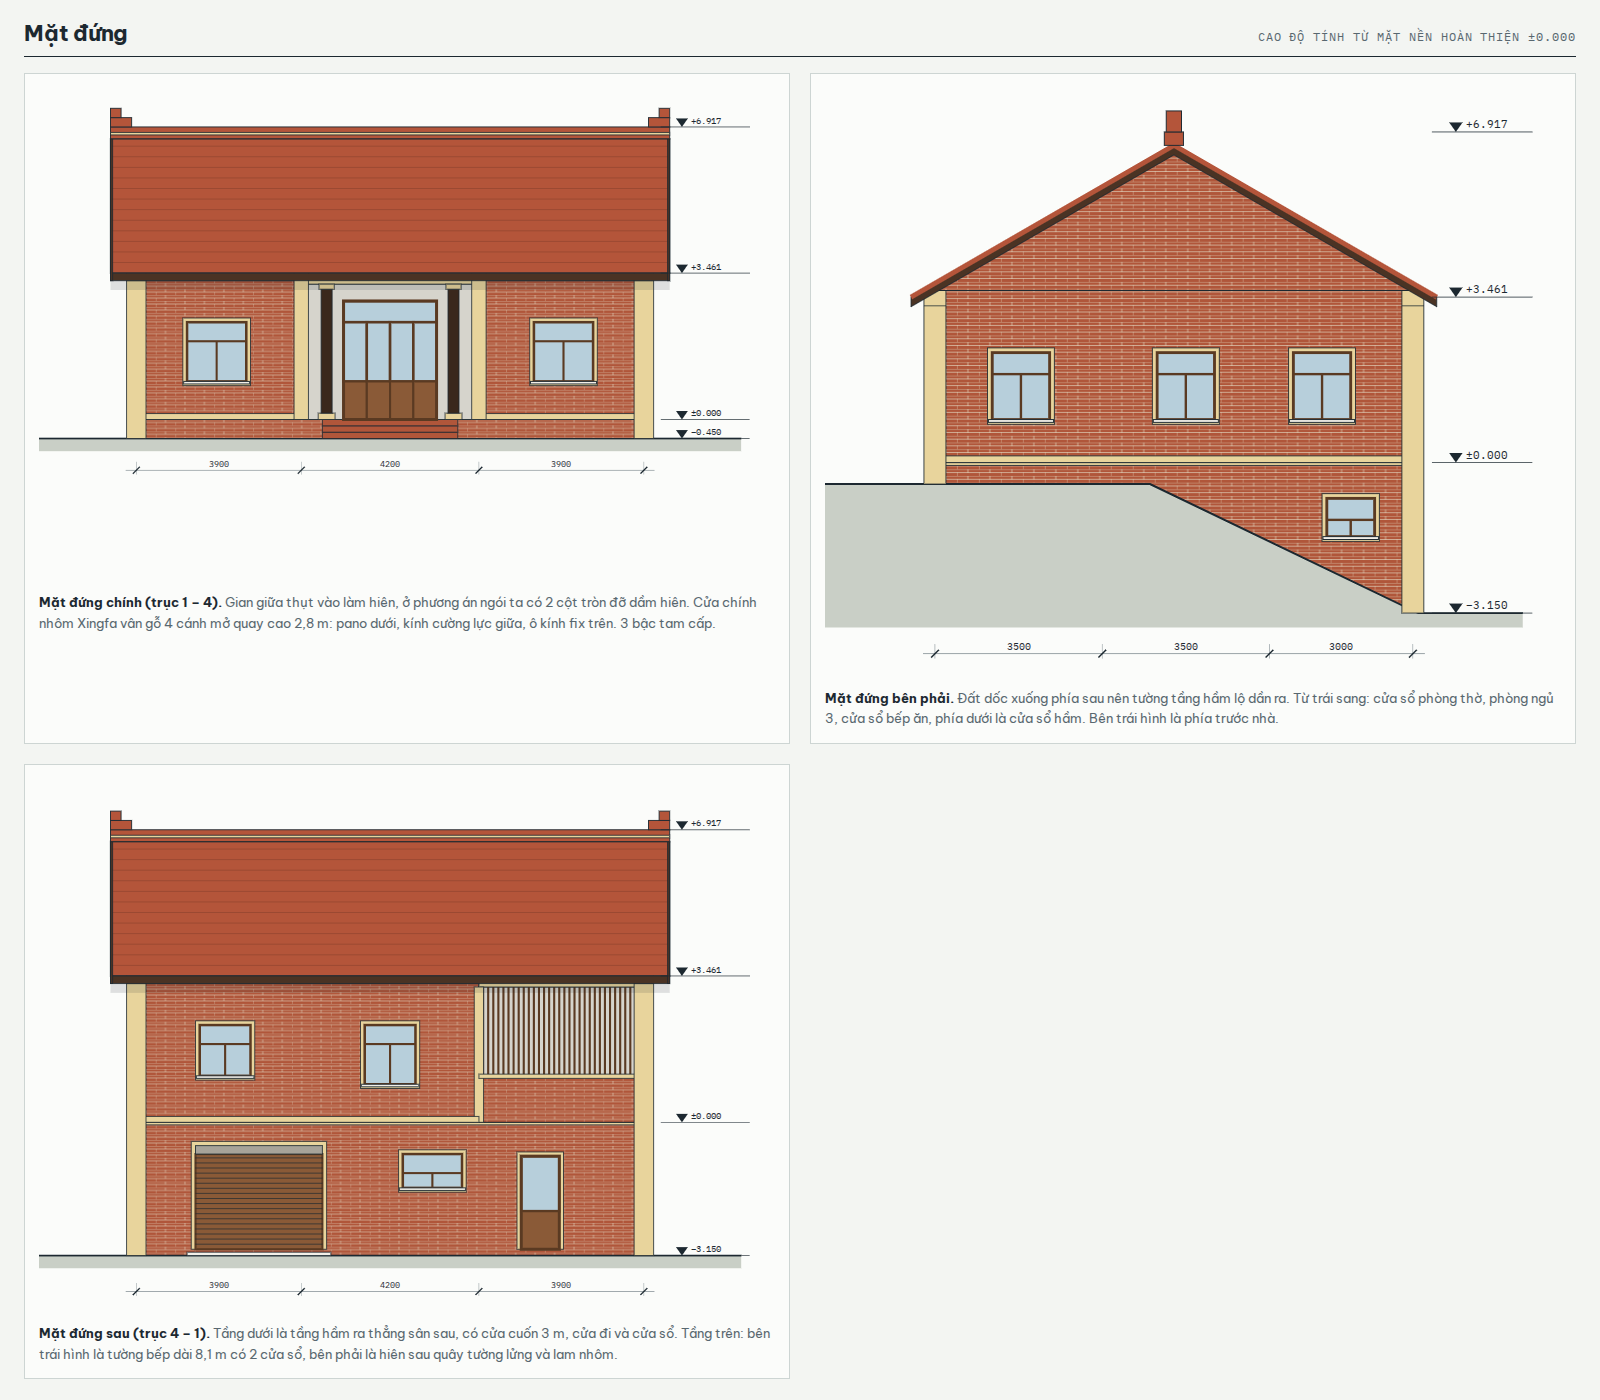 Mặt đứng
CAO ĐỘ TÍNH TỪ MẶT NỀN HOÀN THIỆN ±0.000
+6.917
+3.461
±0.000
−0.450
3900 4200 3900
Mặt đứng chính (trục 1 – 4). Gian giữa thụt vào làm hiên, ở phương án ngói ta có 2 cột tròn đỡ dầm hiên. Cửa chính
nhôm Xingfa vân gỗ 4 cánh mở quay cao 2,8 m: pano dưới, kính cường lực giữa, ô kính fix trên. 3 bậc tam cấp.
+6.917
+3.461
±0.000
−3.150
3500 3500 3000
Mặt đứng bên phải. Đất dốc xuống phía sau nên tường tầng hầm lộ dần ra. Từ trái sang: cửa sổ phòng thờ, phòng ngủ
3, cửa sổ bếp ăn, phía dưới là cửa sổ hầm. Bên trái hình là phía trước nhà.
+6.917
+3.461
±0.000
−3.150
3900 4200 3900
Mặt đứng sau (trục 4 – 1). Tầng dưới là tầng hầm ra thẳng sân sau, có cửa cuốn 3 m, cửa đi và cửa sổ. Tầng trên: bên
trái hình là tường bếp dài 8,1 m có 2 cửa sổ, bên phải là hiên sau quây tường lửng và lam nhôm.